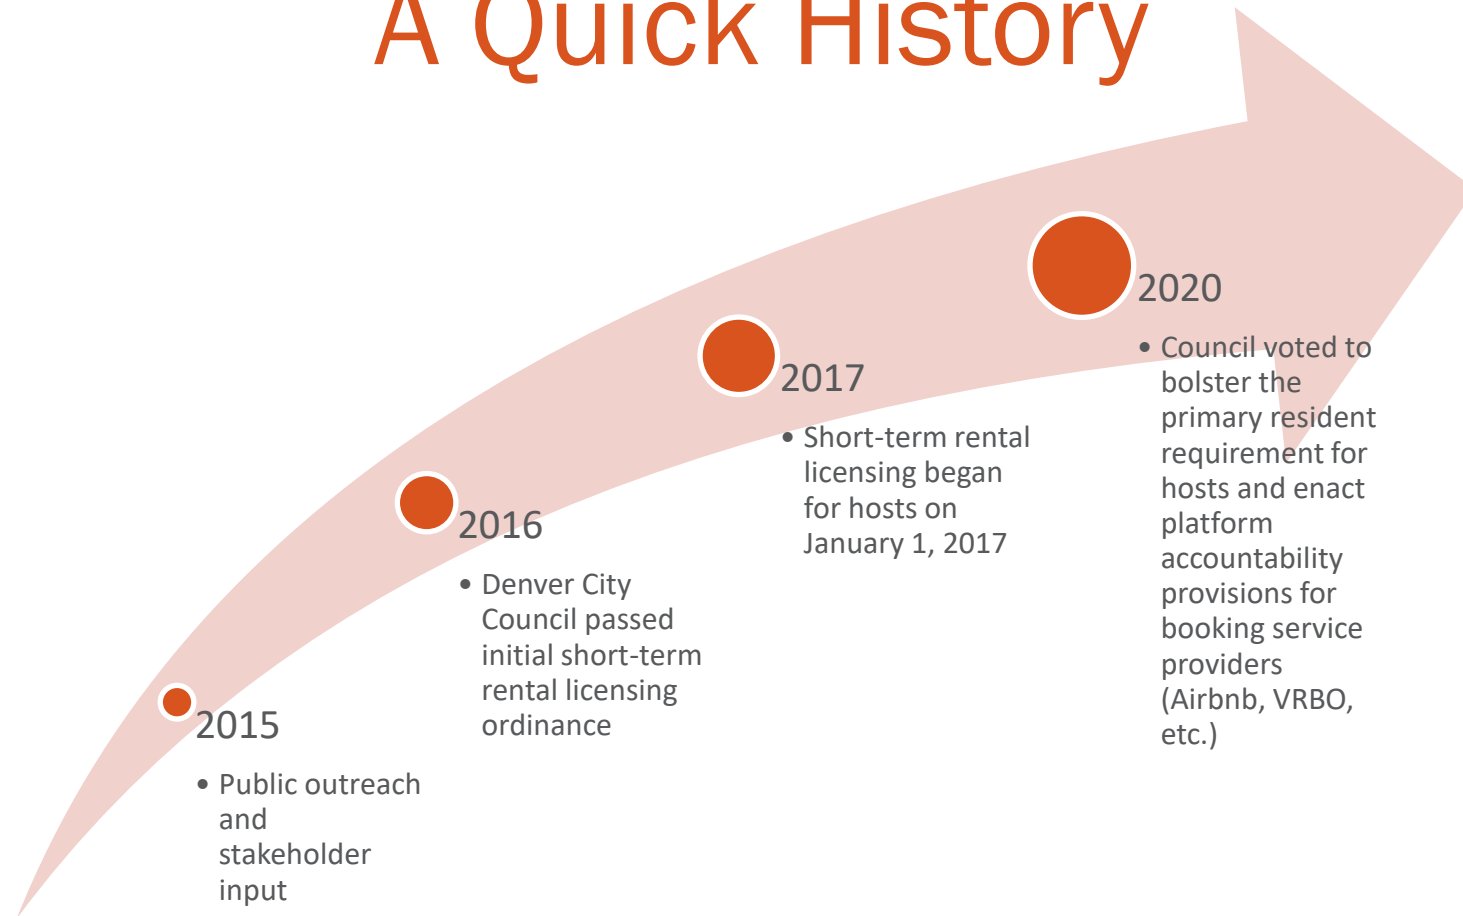 A Quick History
2015
• Public outreach
and
stakeholder
input
2016
• Denver City
Council passed
initial short-term
rental licensing
ordinance
2017
• Short-term rental
licensing began
for hosts on
January 1, 2017
2020
• Council voted to
bolster the
primary resident
requirement for
hosts and enact
platform
accountability
provisions for
booking service
providers
(Airbnb, VRBO,
etc.)